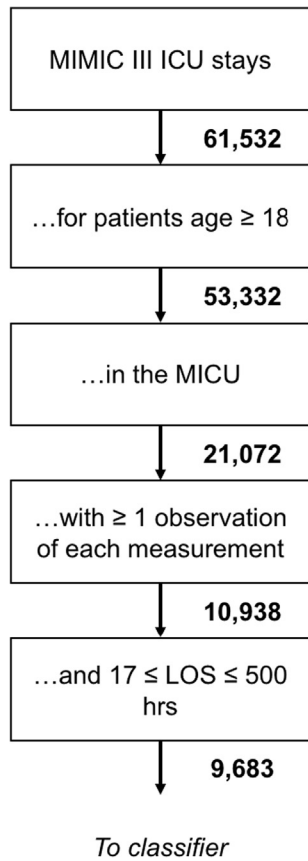 MIMIC III ICU stays
61,532
...for patients age ≥ 18
53,332
...in the MICU
21,072
...with ≥ 1 observation
of each measurement
10,938
...and 17 ≤ LOS ≤ 500
hrs
9,683
To classifier